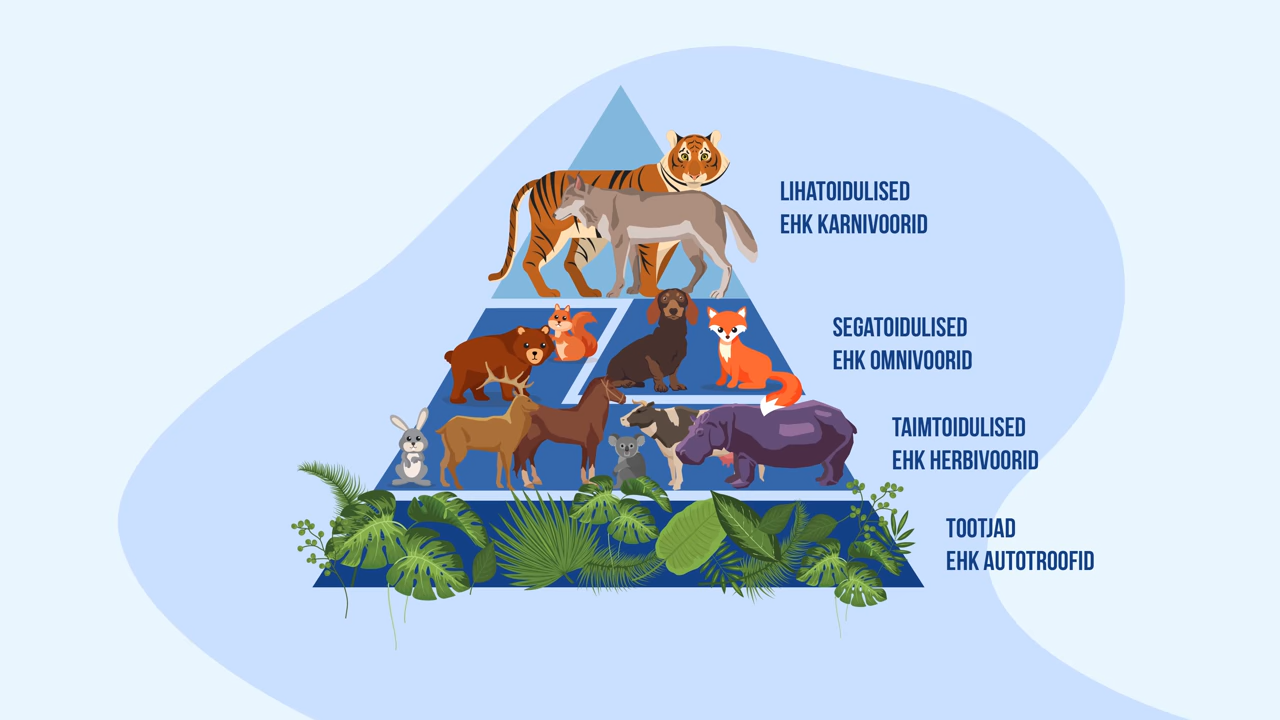 LIHATOIDULISED
EHK KARNIVOORID
SEGATOIDULISED
EHK OMNIVOORID
TAIMTOIDULISED
EHK HERBIVOORID
TOOTJAD
EHK AUTOTROOFID